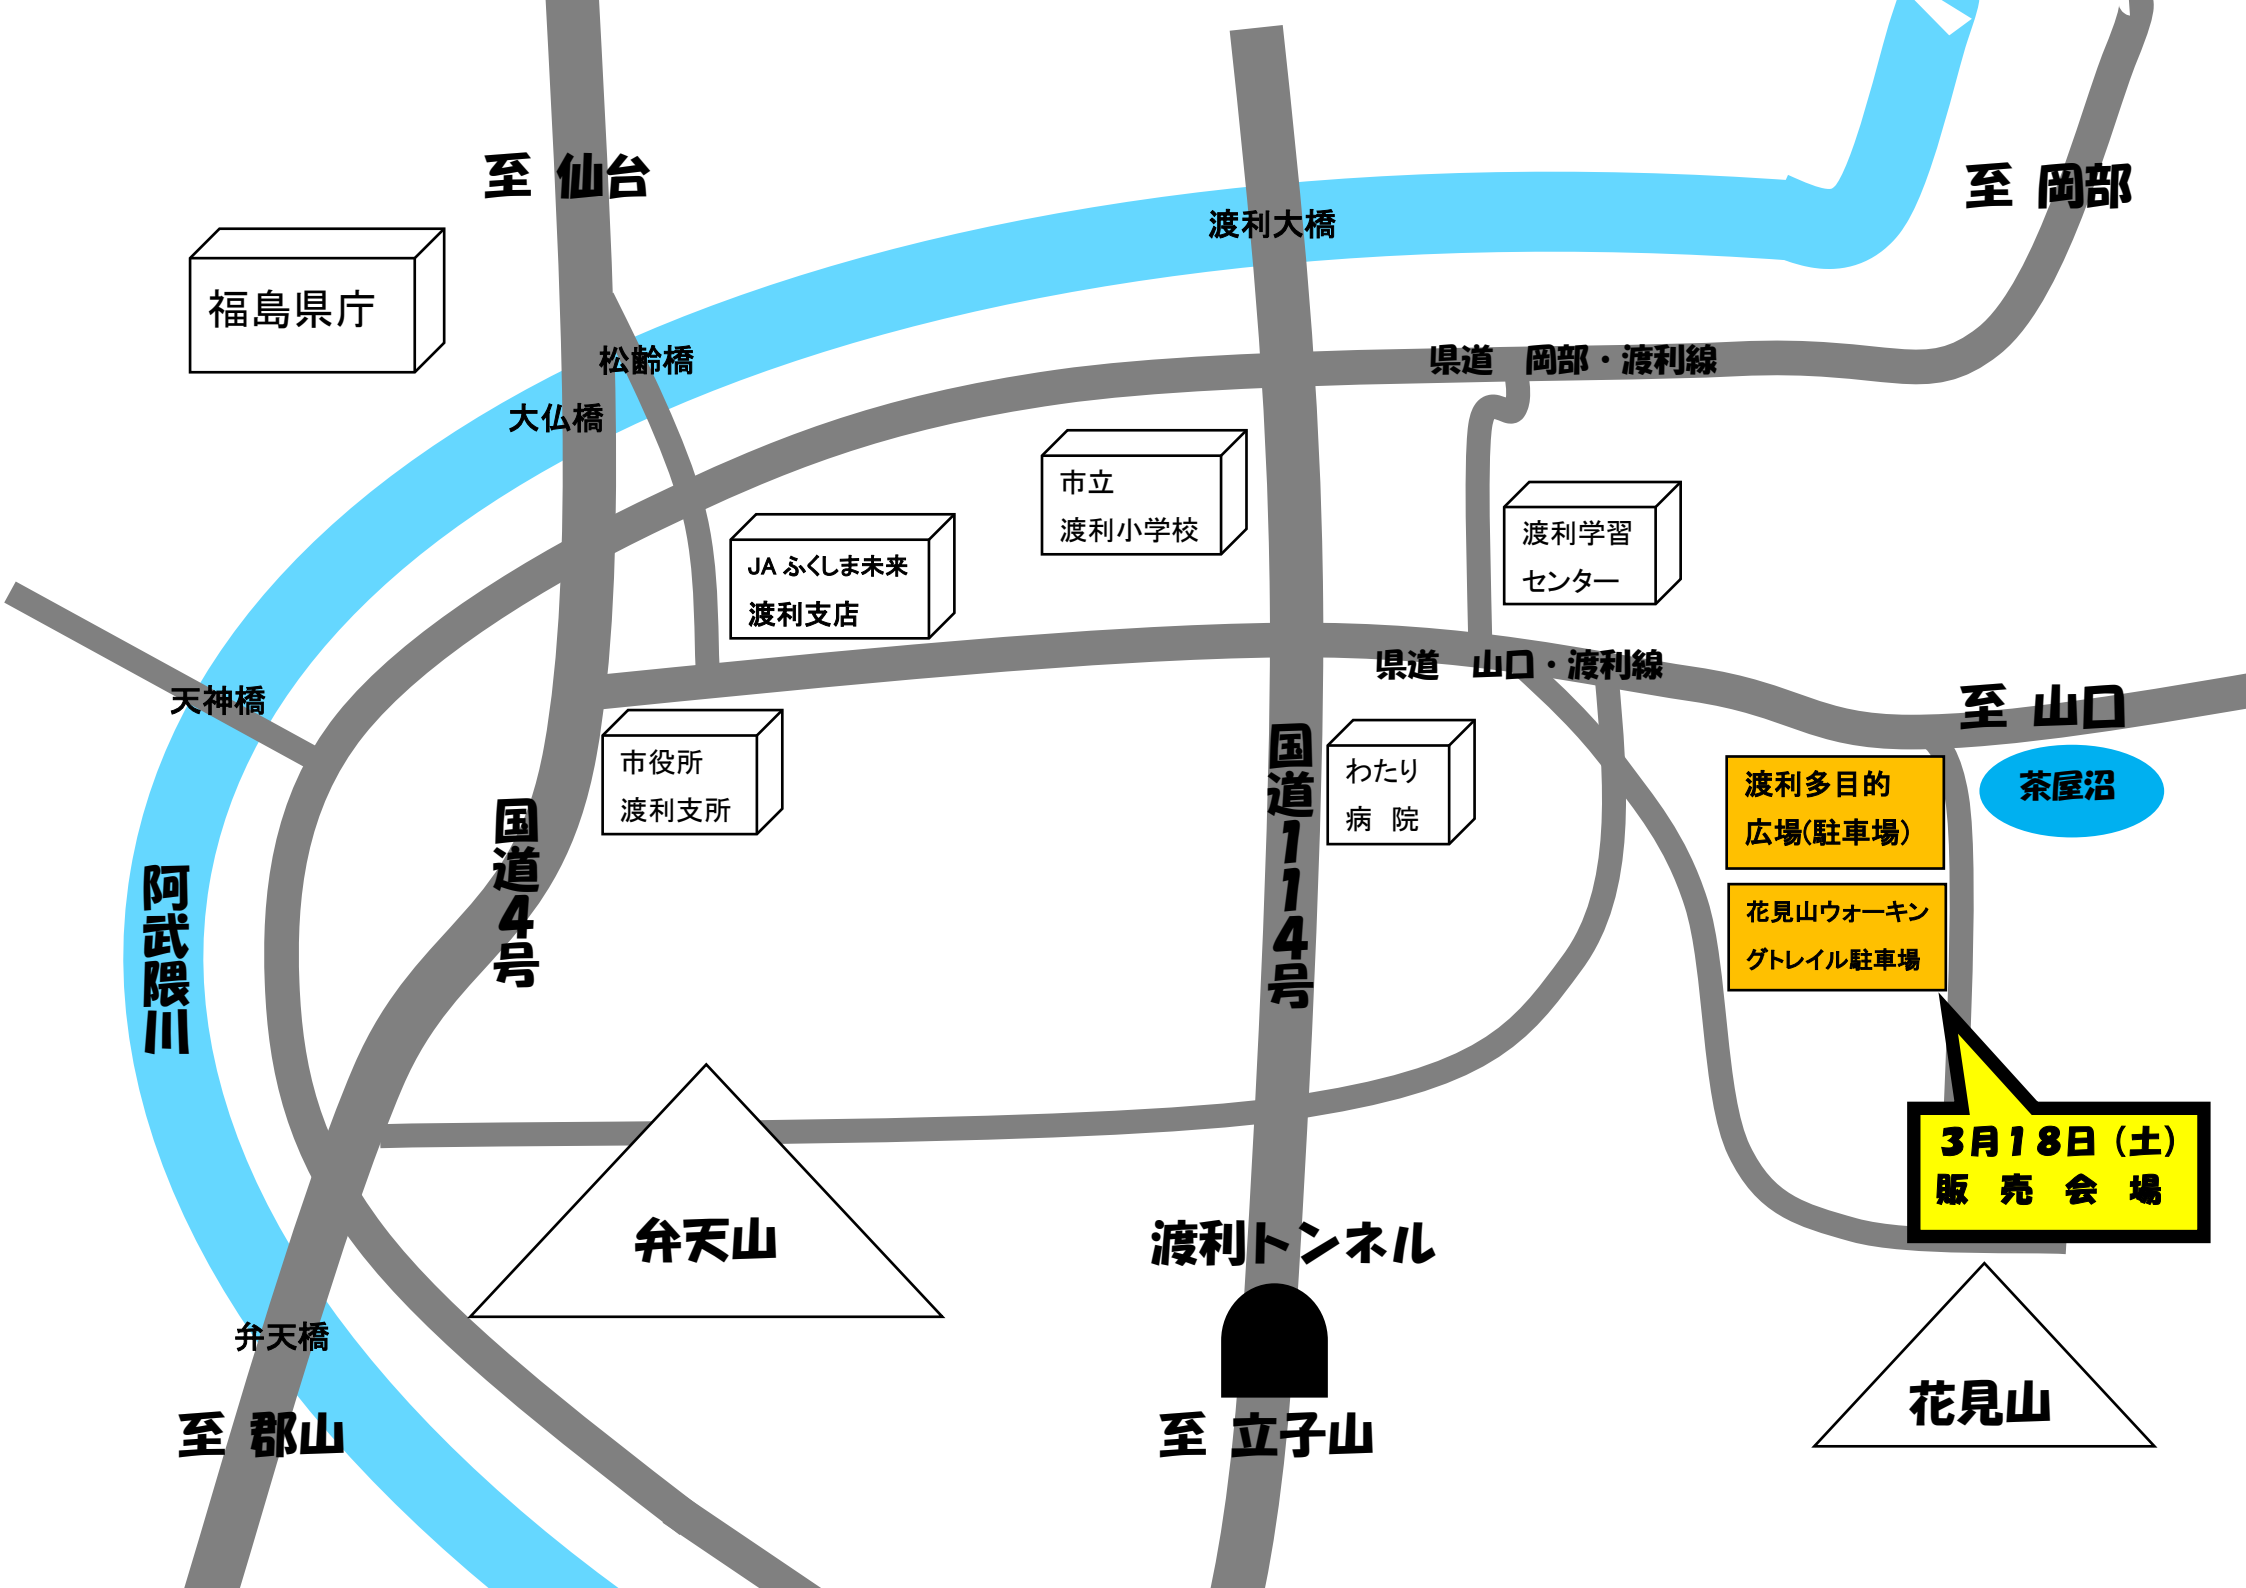 至 仙台
至 岡部
渡利大橋
福島県庁
松齢橋
県道　岡部・渡利線
大仏橋
市立
渡利小学校
渡利学習
センター
JA ふくしま未来
渡利支店
県道　山口・渡利線
天神橋
至 山口
市役所
渡利支所
国道114号
わたり
病　院
渡利多目的
広場(駐車場)
茶屋沼
国道4号
阿武隈川
花見山ウォーキン
グトレイル駐車場
3月18日（土）
販　売　会　場
弁天山
渡利トンネル
弁天橋
花見山
至 郡山
至 立子山